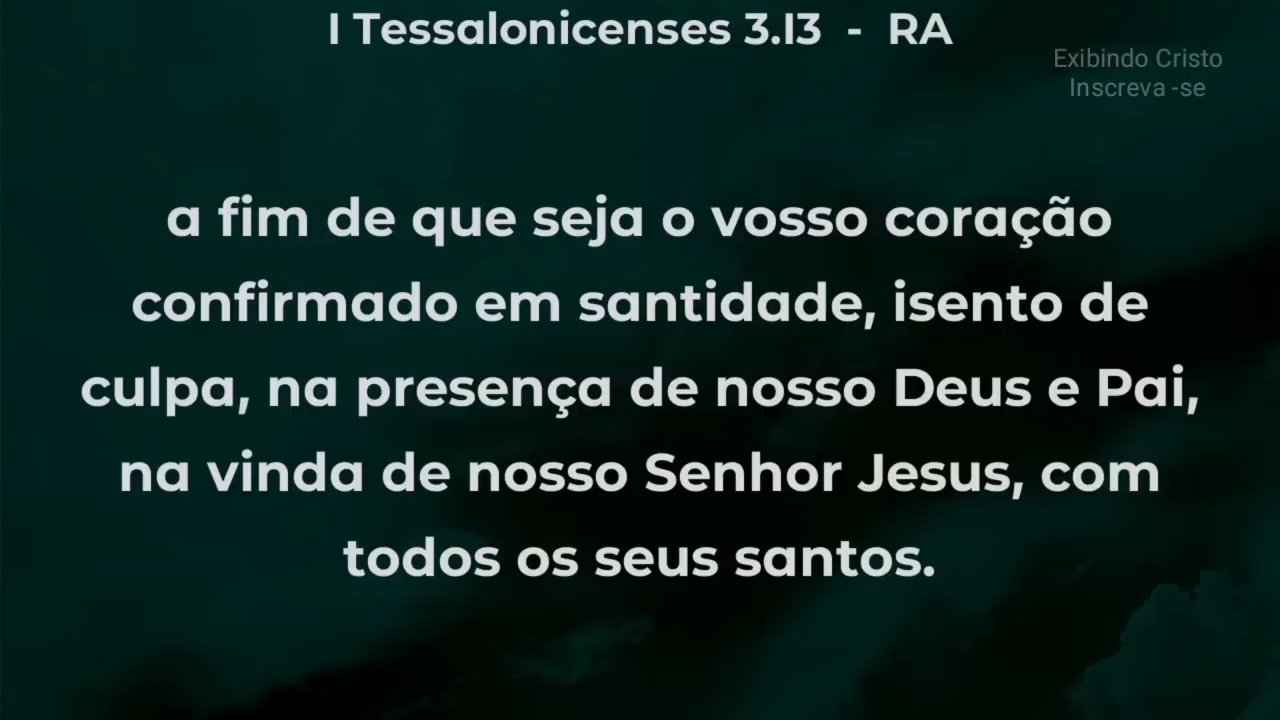 I Tessalonicenses 3.I3 - RA
Exibindo Cristo
Inscreva -se
a fim de que seja o vosso coração
confirmado em santidade, isento de
culpa, na presença de nosso Deus e Pai,
na vinda de nosso Senhor Jesus, com
todos os seus santos.